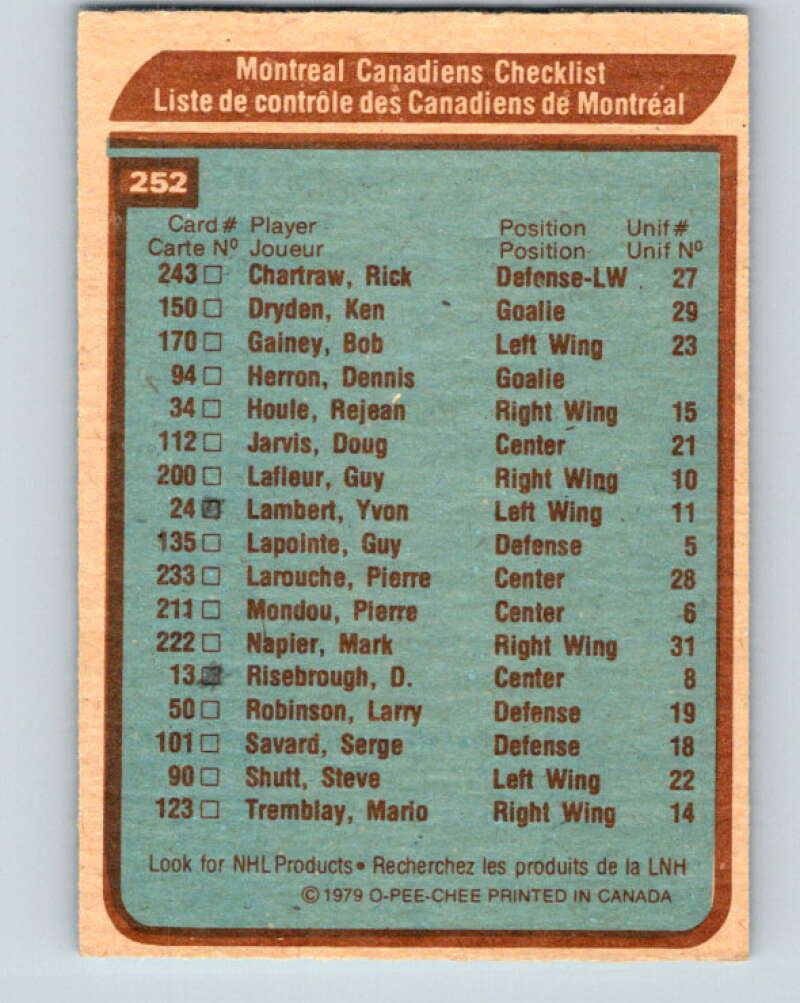 Montreal Canadiens Checklist
Liste de contrôle des Canadiens de Montréal
252
Card # Player Position Unif #
Carte Nº Joueur Position Unif Nº
243 □ Chartraw, Rick Defense-LW 27
150 □ Dryden, Ken Goalie 29
170 □ Gainey, Bob Left Wing 23
94 □ Herron, Dennis Goalie
34 □ Houle, Rejean Right Wing 15
112 □ Jarvis, Doug Center 21
200 □ Lafleur, Guy Right Wing 10
24 ■ Lambert, Yvon Left Wing 11
135 □ Lapointe, Guy Defense 5
233 □ Larouche, Pierre Center 28
211 □ Mondou, Pierre Center 6
222 □ Napier, Mark Right Wing 31
13 ■ Risebrough, D. Center 8
50 □ Robinson, Larry Defense 19
101 □ Savard, Serge Defense 18
90 □ Shutt, Steve Left Wing 22
123 □ Tremblay, Mario Right Wing 14
Look for NHL Products • Recherchez les produits de la LNH
© 1979 O-PEE-CHEE PRINTED IN CANADA